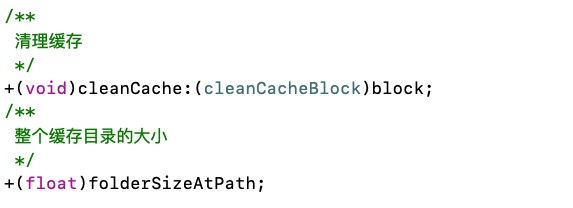 /**
 清理缓存
 */
+(void)cleanCache:(cleanCacheBlock)block;
/**
 整个缓存目录的大小
 */
+(float)folderSizeAtPath;